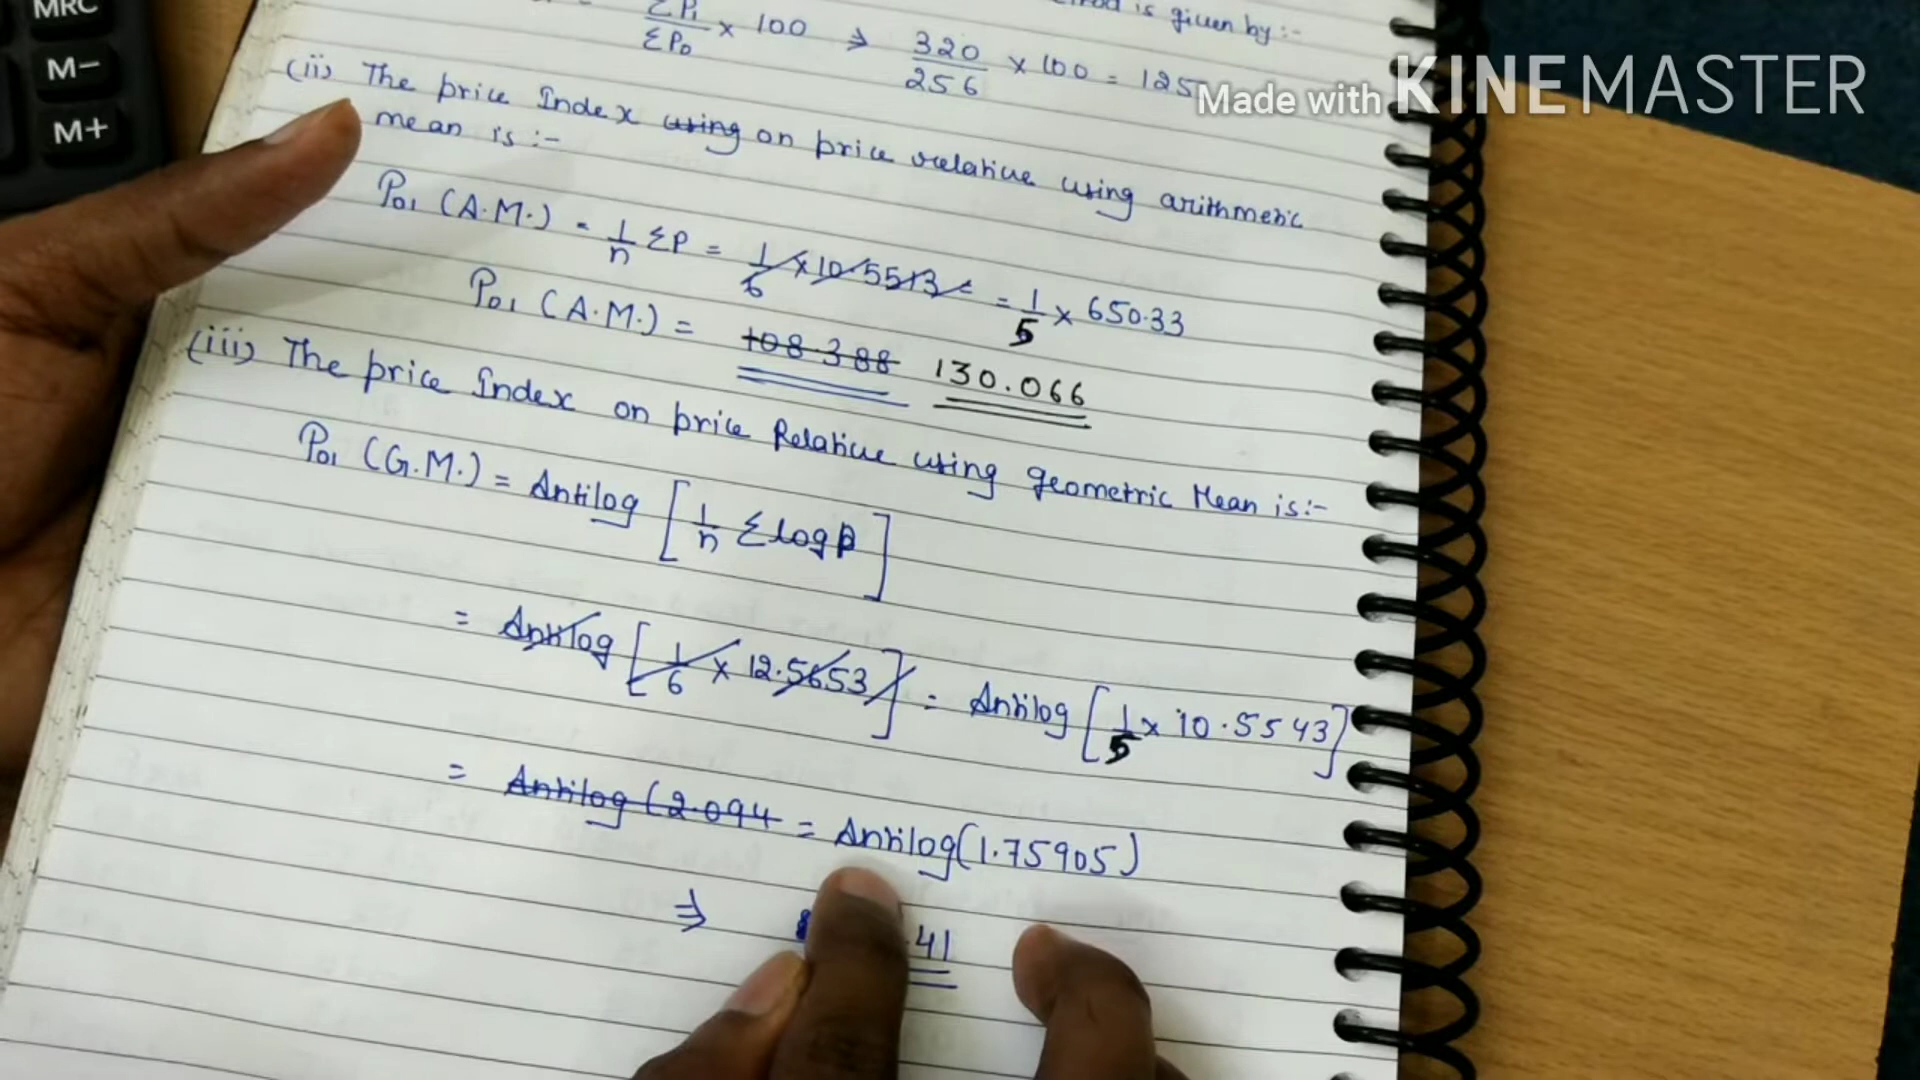 MRC
M-
M+
is given by:-
ΣP₁/ΣP₀ × 100 ⇒ 320/256 × 100 = 125
Made with KINEMASTER
(ii) The price Index using on price relative using arithmetic
mean is :-
P₀₁ (A.M.) = 1/n ΣP = 1/6 × 10.5513 = = 1/5 × 650.33
P₀₁ (A.M.) = 108.388 130.066
(iii) The price Index on price Relative using geometric Mean is:-
P₀₁ (G.M.) = Antilog [1/n Σlogp]
= Antilog [1/6 × 12.5653] = Antilog [1/5 × 10.5543]
= Antilog (2.094 = Antilog(1.75905)
⇒ .41